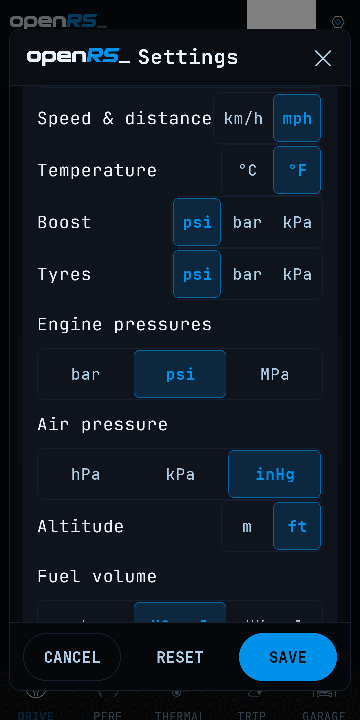 openRS_
openRS_ Settings
Speed & distance km/h mph
Temperature °C °F
Boost psi bar kPa
Tyres psi bar kPa
Engine pressures
bar psi MPa
Air pressure
hPa kPa inHg
Altitude m ft
Fuel volume
CANCEL RESET SAVE
DRIVE PERF THERMAL TRIP GARAGE